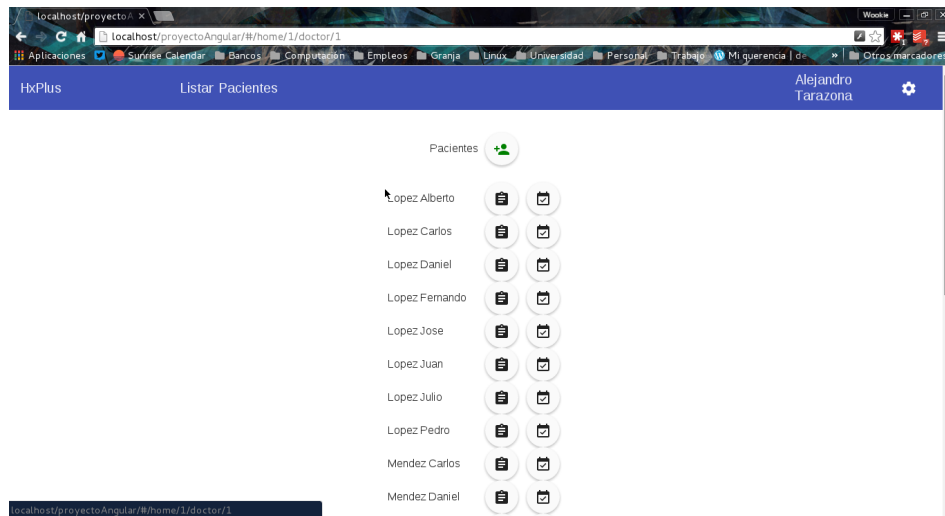 localhost/proyectoA
Wookie
localhost/proyectoAngular/#/home/1/doctor/1
Aplicaciones Sunrise Calendar Bancos Computación Empleos Granja Linux Universidad Personal Trabajo Mi querencia | de » Otros marcadores
HxPlus Listar Pacientes Alejandro
Tarazona
Pacientes
Lopez Alberto
Lopez Carlos
Lopez Daniel
Lopez Fernando
Lopez Jose
Lopez Juan
Lopez Julio
Lopez Pedro
Mendez Carlos
Mendez Daniel
localhost/proyectoAngular/#/home/1/doctor/1